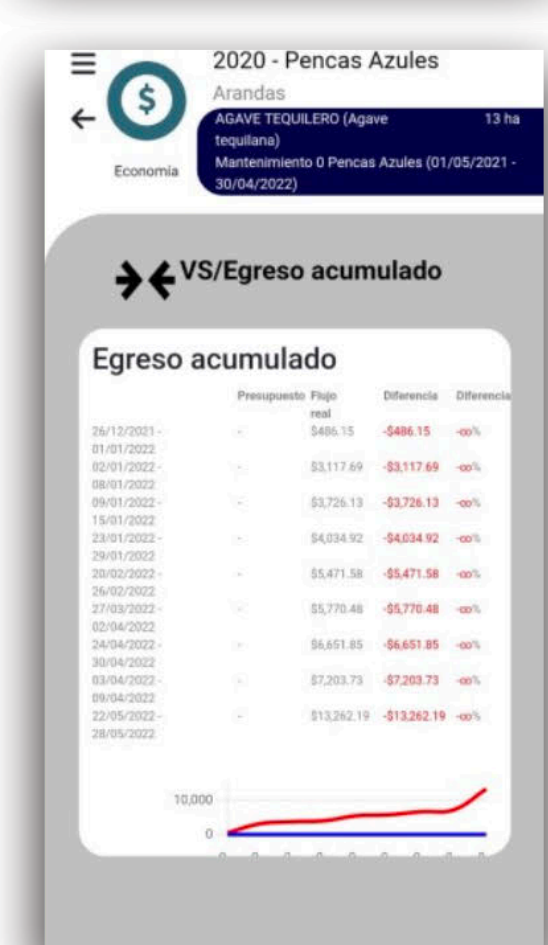 2020 - Pencas Azules
Arandas
AGAVE TEQUILERO (Agave 13 ha
tequilana)
Mantenimiento 0 Pencas Azules (01/05/2021 -
30/04/2022)
$
Economía
VS/Egreso acumulado
Egreso acumulado
Presupuesto Flujo Diferencia Diferencia
real
26/12/2021 - - $486.15 -$486.15 -∞%
01/01/2022
02/01/2022 - - $3,117.69 -$3,117.69 -∞%
08/01/2022
09/01/2022 - - $3,726.13 -$3,726.13 -∞%
15/01/2022
23/01/2022 - - $4,034.92 -$4,034.92 -∞%
29/01/2022
20/02/2022 - - $5,471.58 -$5,471.58 -∞%
26/02/2022
27/03/2022 - - $5,770.48 -$5,770.48 -∞%
02/04/2022
24/04/2022 - - $6,651.85 -$6,651.85 -∞%
30/04/2022
03/04/2022 - - $7,203.73 -$7,203.73 -∞%
09/04/2022
22/05/2022 - - $13,262.19 -$13,262.19 -∞%
28/05/2022
10,000
0